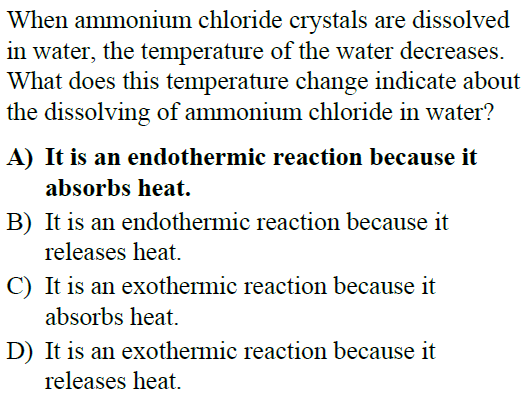 When ammonium chloride crystals are dissolved
in water, the temperature of the water decreases.
What does this temperature change indicate about
the dissolving of ammonium chloride in water?
A) It is an endothermic reaction because it
absorbs heat.
B) It is an endothermic reaction because it
releases heat.
C) It is an exothermic reaction because it
absorbs heat.
D) It is an exothermic reaction because it
releases heat.